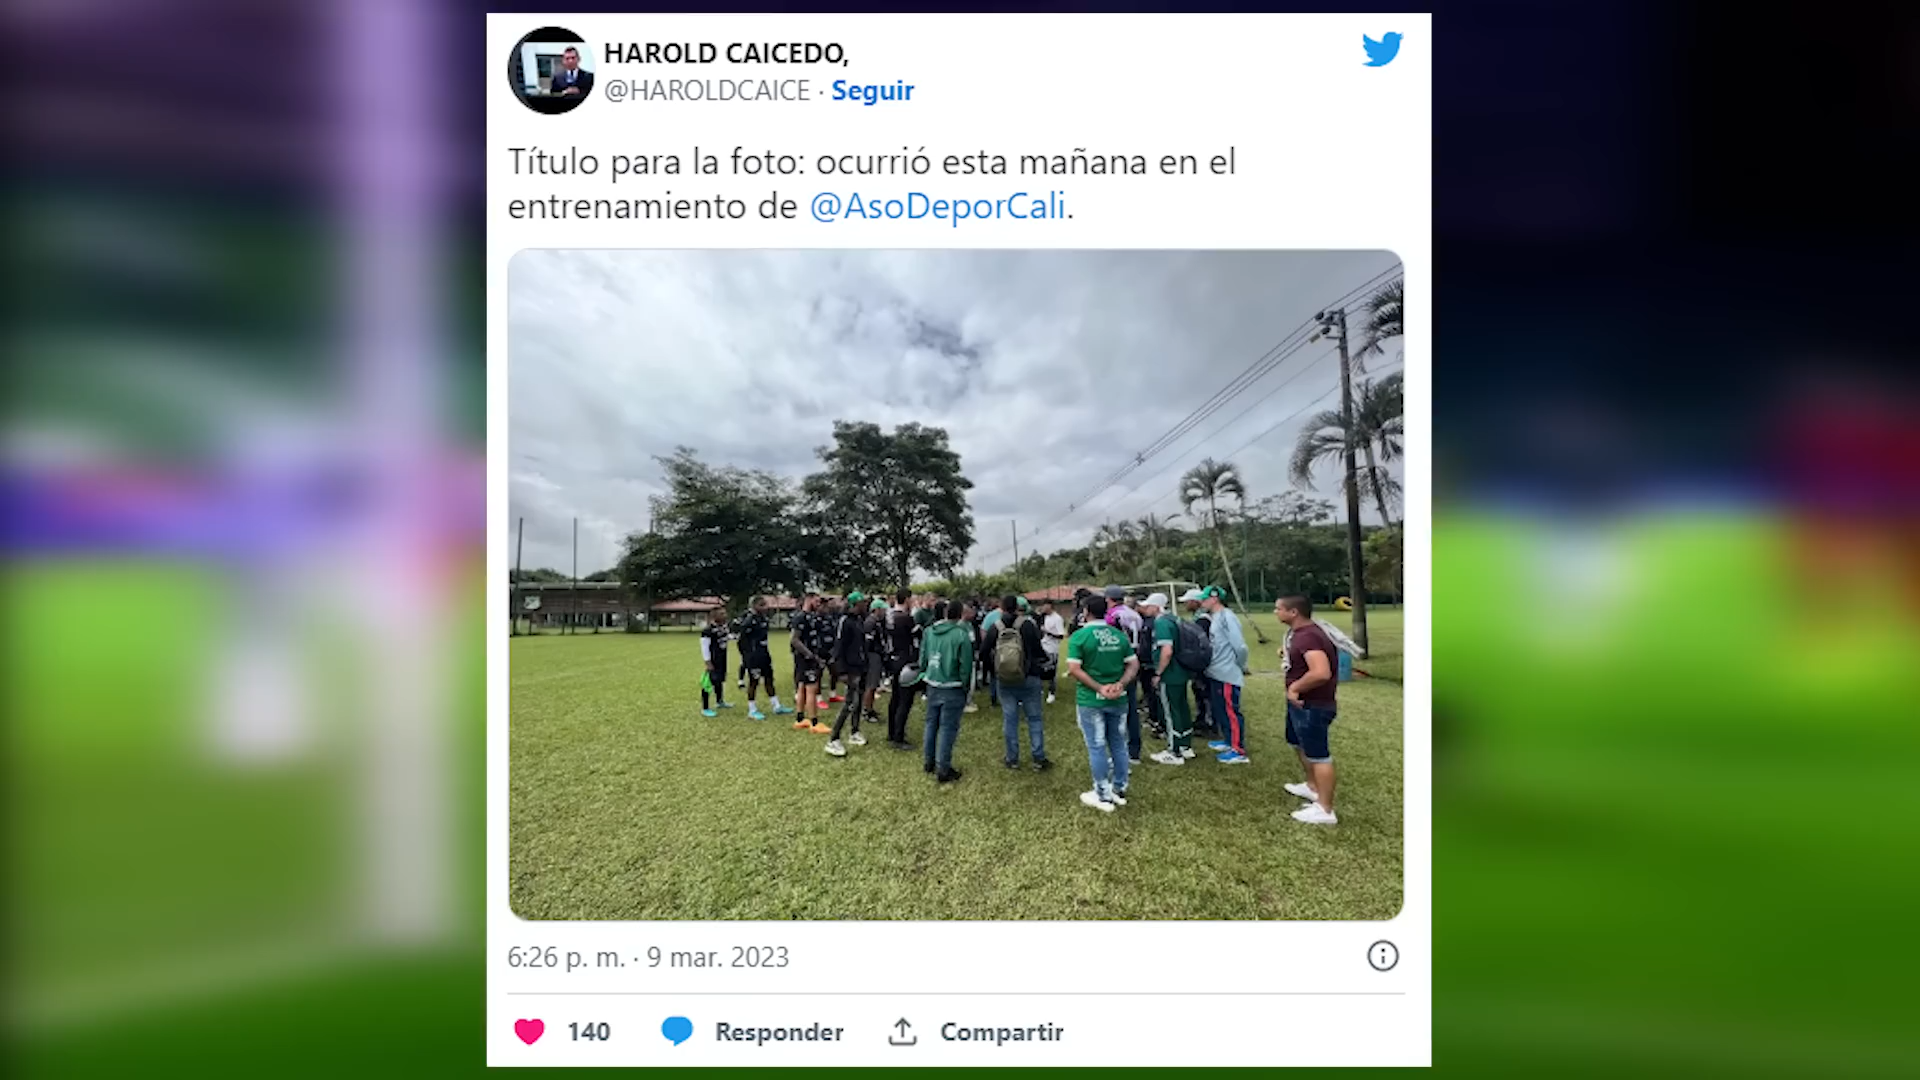 HAROLD CAICEDO,
@HAROLDCAICE · Seguir
Título para la foto: ocurrió esta mañana en el
entrenamiento de @AsoDeporCali.
6:26 p. m. · 9 mar. 2023
140 Responder Compartir